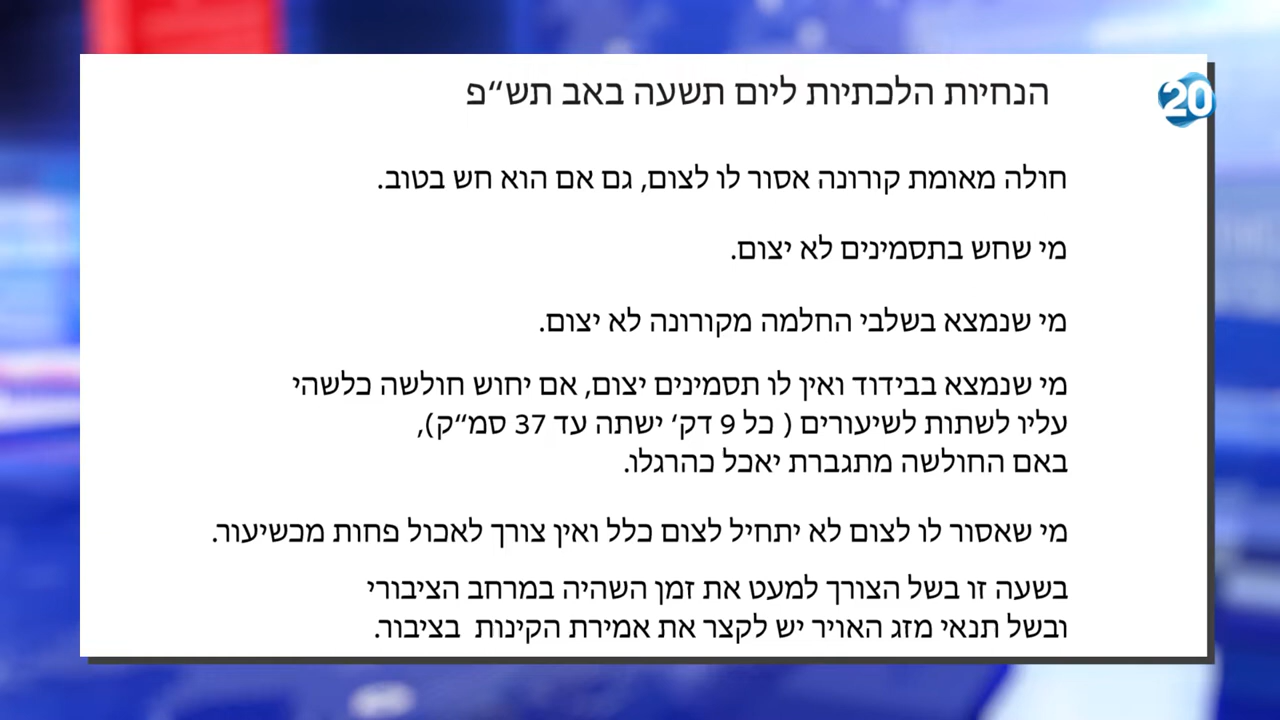 הנחיות הלכתיות ליום תשעה באב תש“פ
20
חולה מאומת קורונה אסור לו לצום, גם אם הוא חש בטוב.
מי שחש בתסמינים לא יצום.
מי שנמצא בשלבי החלמה מקורונה לא יצום.
מי שנמצא בבידוד ואין לו תסמינים יצום, אם יחוש חולשה כלשהי
עליו לשתות לשיעורים ( כל 9 דק‘ ישתה עד 37 סמ“ק),
באם החולשה מתגברת יאכל כהרגלו.
מי שאסור לו לצום לא יתחיל לצום כלל ואין צורך לאכול פחות מכשיעור.
בשעה זו בשל הצורך למעט את זמן השהיה במרחב הציבורי
ובשל תנאי מזג האויר יש לקצר את אמירת הקינות בציבור.